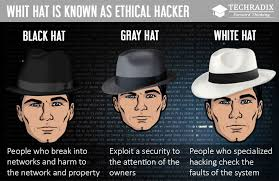 WHIT HAT IS KNOWN AS ETHICAL HACKER
TECHRADIX
Forward Thinking
BLACK HAT
GRAY HAT
WHITE HAT
People who break into
networks and harm to
the network and property
Exploit a security to
the attention of the
owners
People who specialized
hacking check the
faults of the system